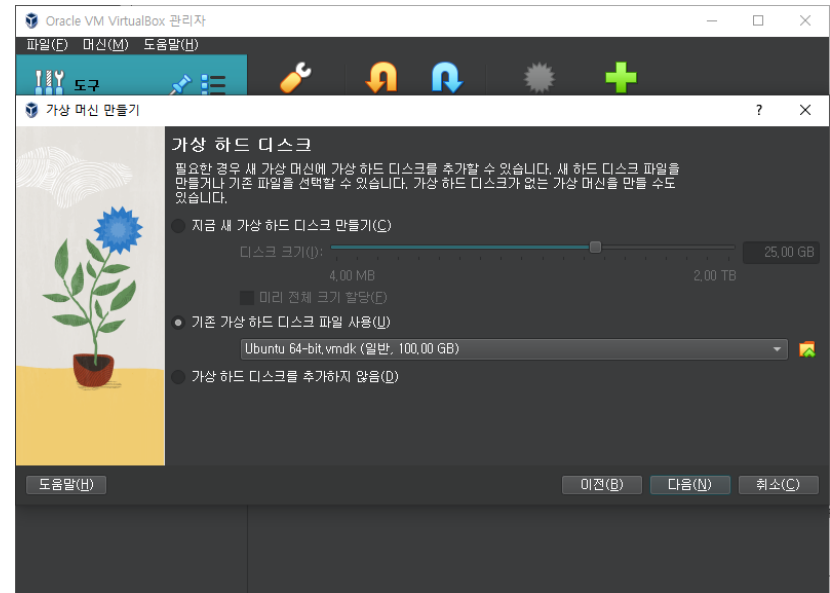 Oracle VM VirtualBox 관리자
파일(F) 머신(M) 도움말(H)
도구
가상 머신 만들기
?
가상 하드 디스크
필요한 경우 새 가상 머신에 가상 하드 디스크를 추가할 수 있습니다. 새 하드 디스크 파일을
만들거나 기존 파일을 선택할 수 있습니다. 가상 하드 디스크가 없는 가상 머신을 만들 수도
있습니다.
지금 새 가상 하드 디스크 만들기(C)
디스크 크기(I): 25,00 GB
4,00 MB 2,00 TB
미리 전체 크기 할당(F)
기존 가상 하드 디스크 파일 사용(U)
Ubuntu 64-bit.vmdk (일반, 100,00 GB)
가상 하드 디스크를 추가하지 않음(D)
도움말(H) 이전(B) 다음(N) 취소(C)